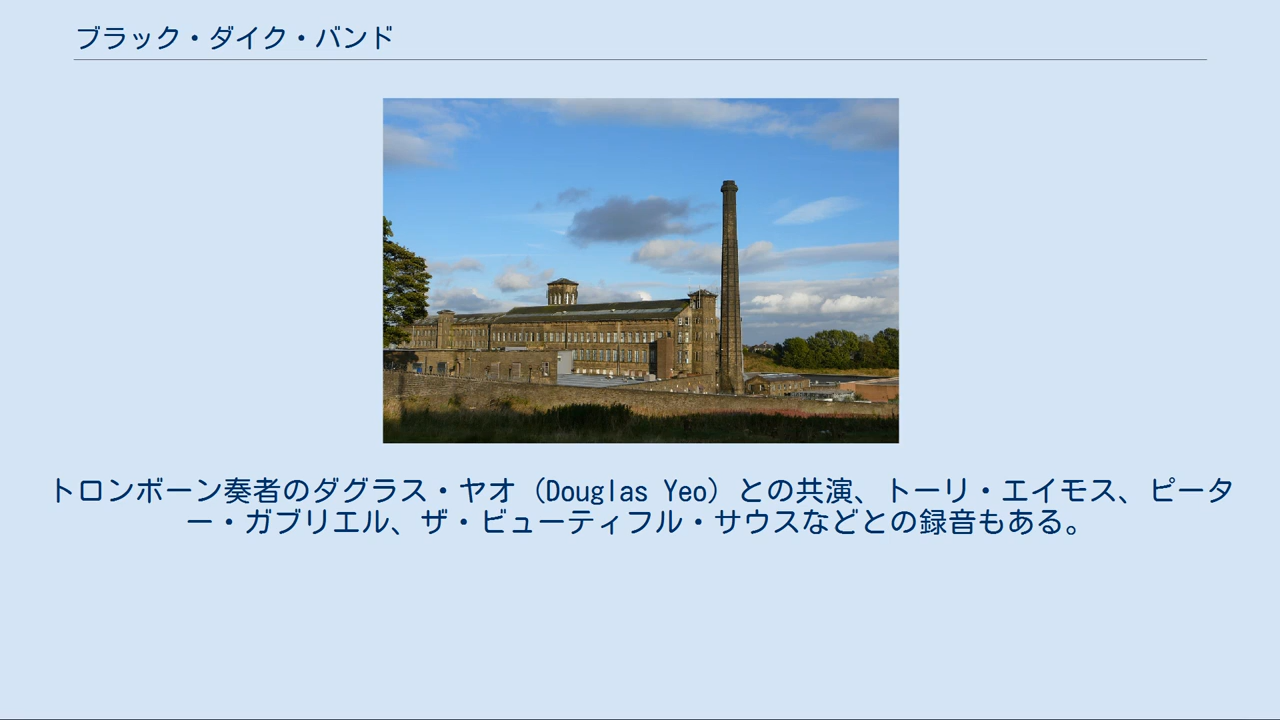 ブラック・ダイク・バンド
トロンボーン奏者のダグラス・ヤオ（Douglas Yeo）との共演、トーリ・エイモス、ピータ
ー・ガブリエル、ザ・ビューティフル・サウスなどとの録音もある。